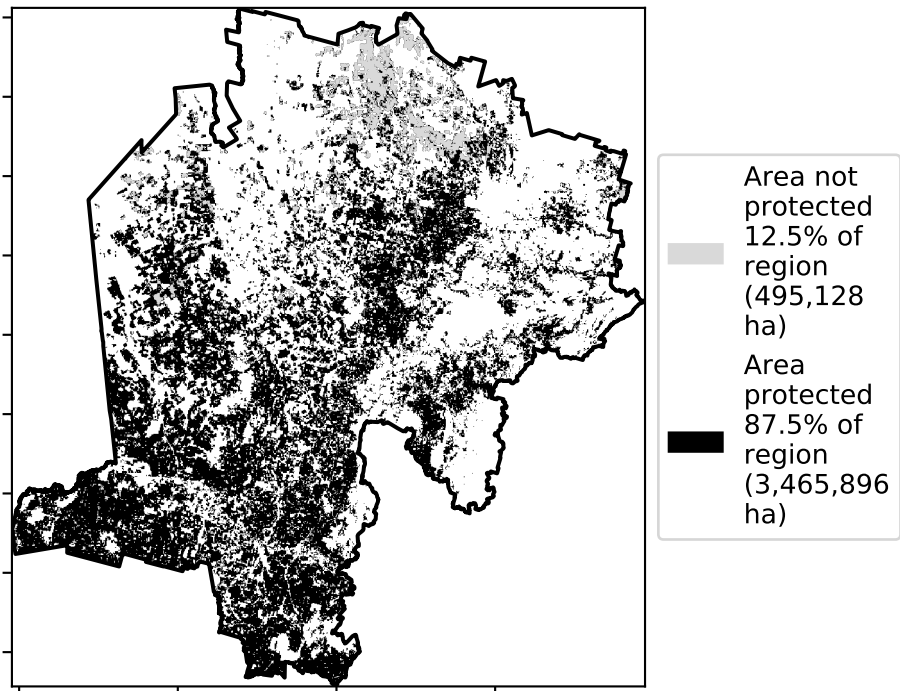 Area not
protected
12.5% of
region
(495,128
ha)
Area
protected
87.5% of
region
(3,465,896
ha)